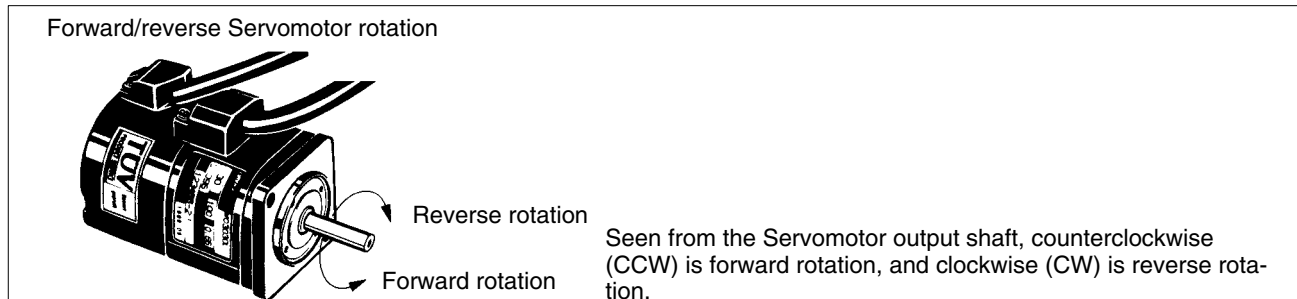 Forward/reverse Servomotor rotation
TUV
Reverse rotation
Forward rotation
Seen from the Servomotor output shaft, counterclockwise
(CCW) is forward rotation, and clockwise (CW) is reverse rota-
tion.